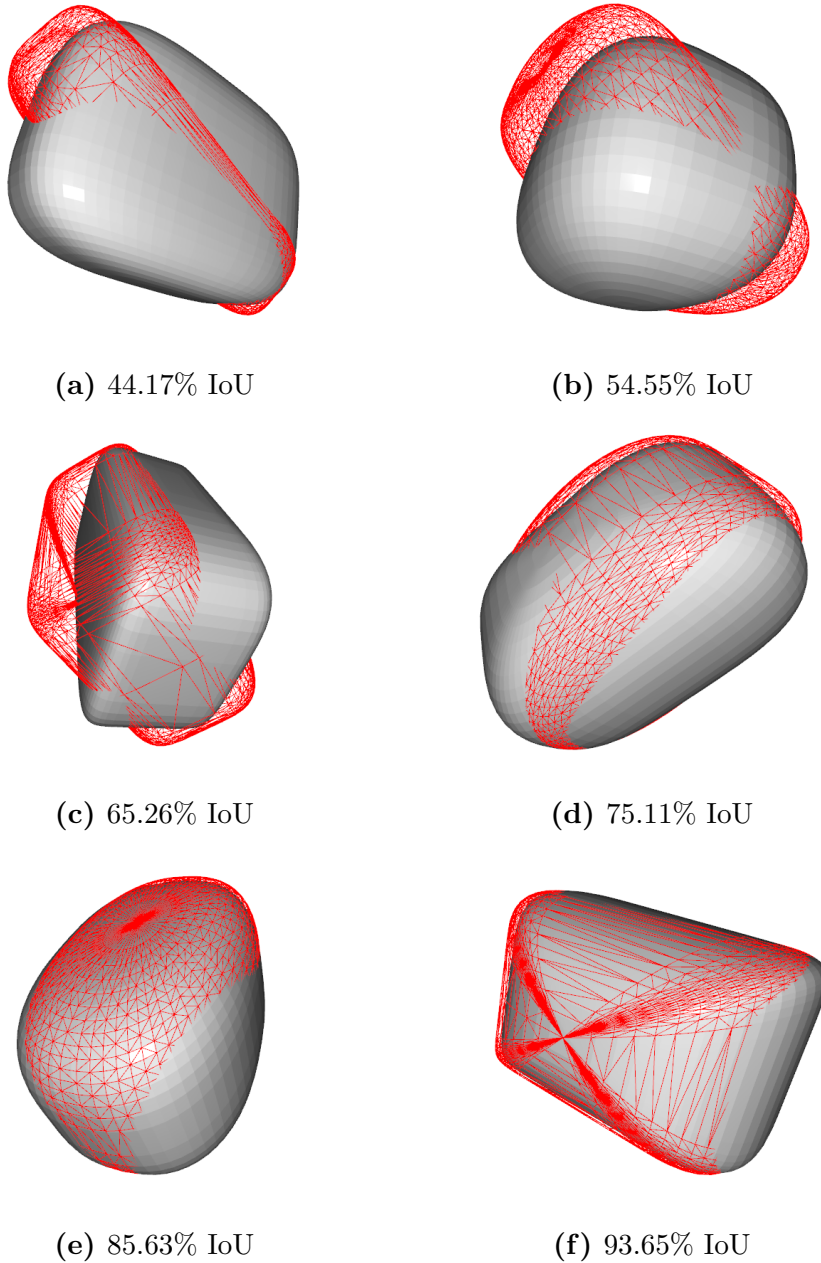 (a) 44.17% IoU
(b) 54.55% IoU
(c) 65.26% IoU
(d) 75.11% IoU
(e) 85.63% IoU
(f) 93.65% IoU